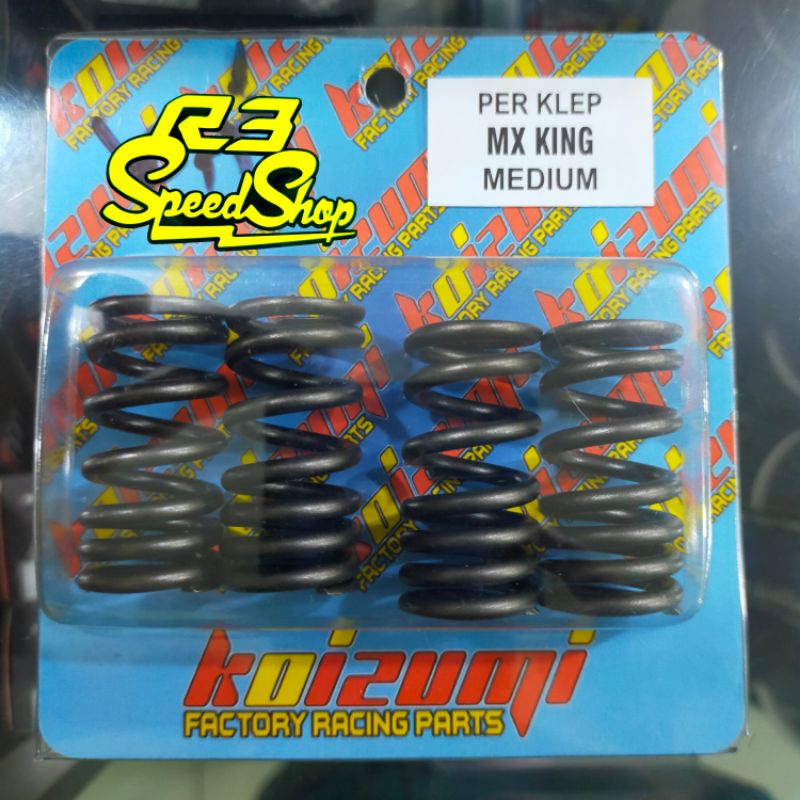 R3
SpeedShop
PER KLEP
MX KING
MEDIUM
koizumi
FACTORY RACING PARTS